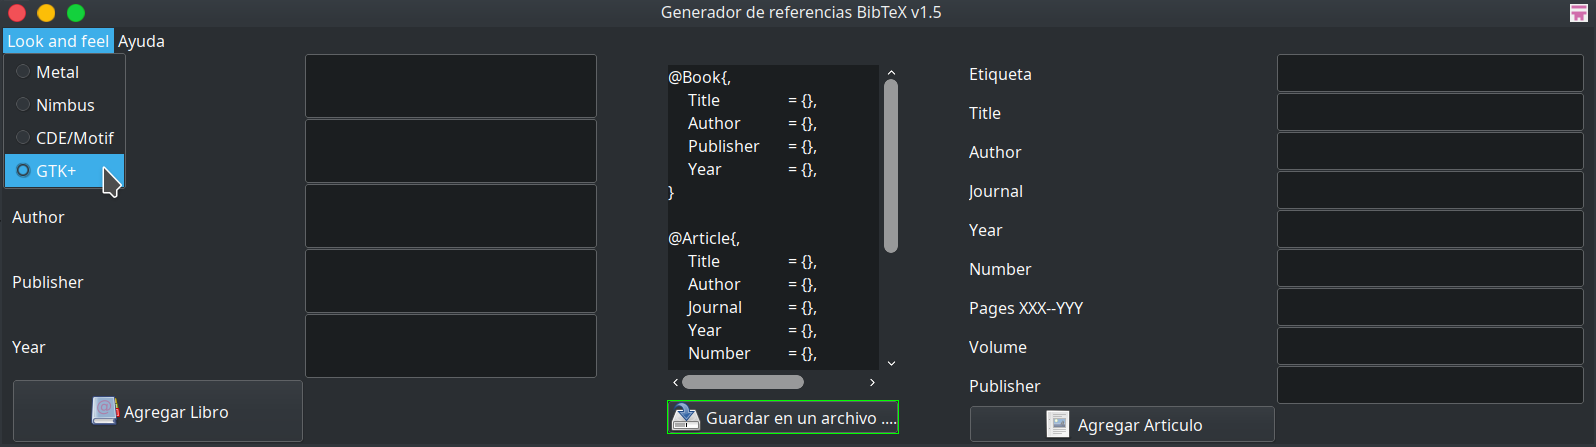 Generador de referencias BibTeX v1.5
Look and feel Ayuda
Metal
Nimbus
CDE/Motif
GTK+
Author
Publisher
Year
Agregar Libro
@Book{,
Title = {},
Author = {},
Publisher = {},
Year = {},
}
@Article{,
Title = {},
Author = {},
Journal = {},
Year = {},
Number = {},
Guardar en un archivo ....
Etiqueta
Title
Author
Journal
Year
Number
Pages XXX--YYY
Volume
Publisher
Agregar Articulo